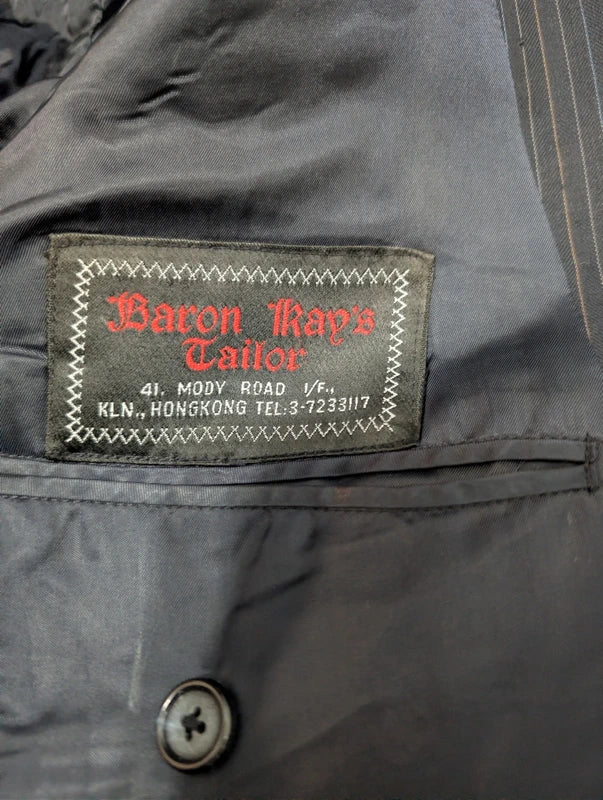 Baron Kay's
Tailor
41, MODY ROAD 1/F.,
KLN., HONGKONG TEL:3-7233117